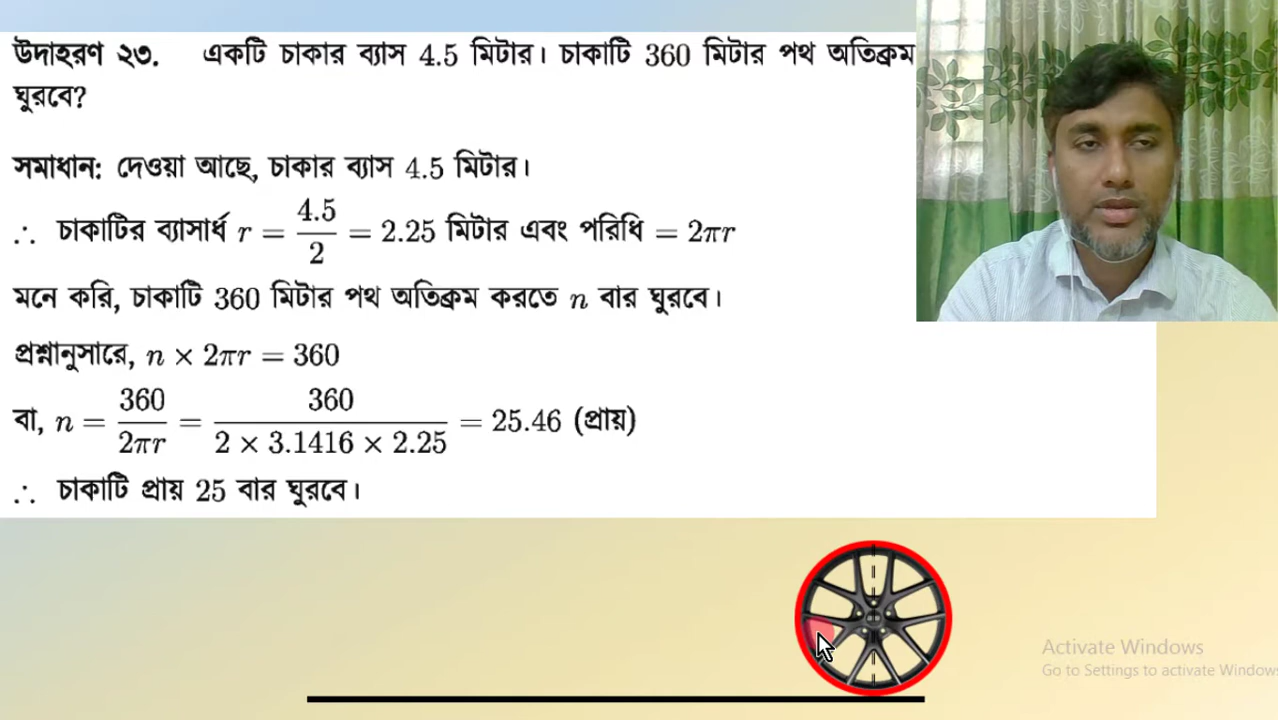 উদাহরণ ২৩. একটি চাকার ব্যাস 4.5 মিটার। চাকাটি 360 মিটার পথ অতিক্রম
ঘুরবে?
সমাধান: দেওয়া আছে, চাকার ব্যাস 4.5 মিটার।
∴ চাকাটির ব্যাসার্ধ r = 4.5/2 = 2.25 মিটার এবং পরিধি = 2πr
মনে করি, চাকাটি 360 মিটার পথ অতিক্রম করতে n বার ঘুরবে।
প্রশ্নানুসারে, n × 2πr = 360
বা, n = 360/2πr = 360/2 × 3.1416 × 2.25 = 25.46 (প্রায়)
∴ চাকাটি প্রায় 25 বার ঘুরবে।
Activate Windows
Go to Settings to activate Windows